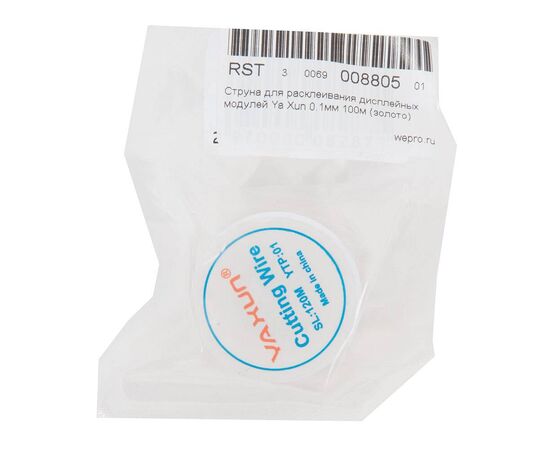 RST 3 0069 008805 01
Струна для расклеивания дисплейных
модулей Ya Xun 0.1мм 100м (золото)
wepro.ru
YAXUN®
Cutting Wire
SL:120M YTP:01
Made in china